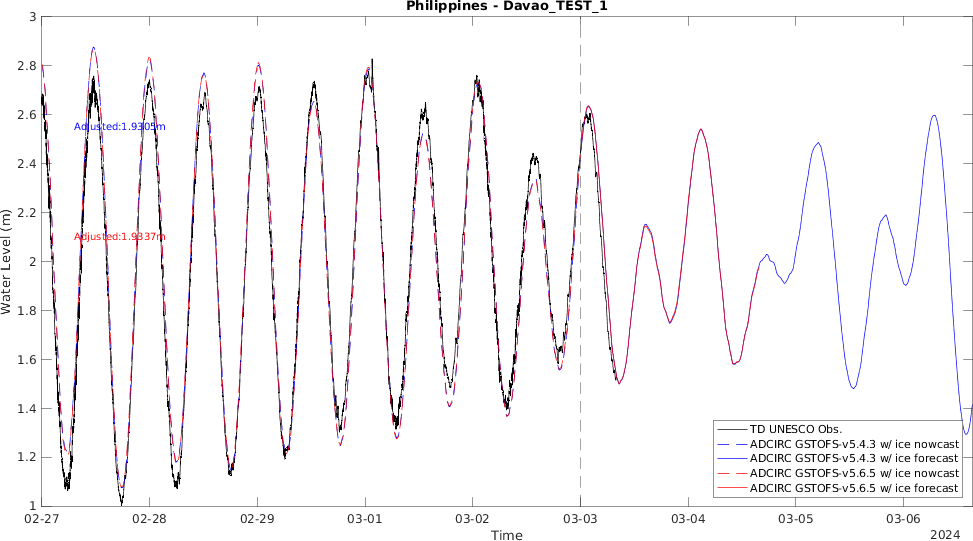 Philippines - Davao_TEST_1
3
2.8
2.6
2.4
2.2
2
1.8
1.6
1.4
1.2
1
Water Level (m)
Adjusted:1.9305m
Adjusted:1.9337m
TD UNESCO Obs.
ADCIRC GSTOFS-v5.4.3 w/ ice nowcast
ADCIRC GSTOFS-v5.4.3 w/ ice forecast
ADCIRC GSTOFS-v5.6.5 w/ ice nowcast
ADCIRC GSTOFS-v5.6.5 w/ ice forecast
02-27 02-28 02-29 03-01 03-02 03-03 03-04 03-05 03-06
Time
2024